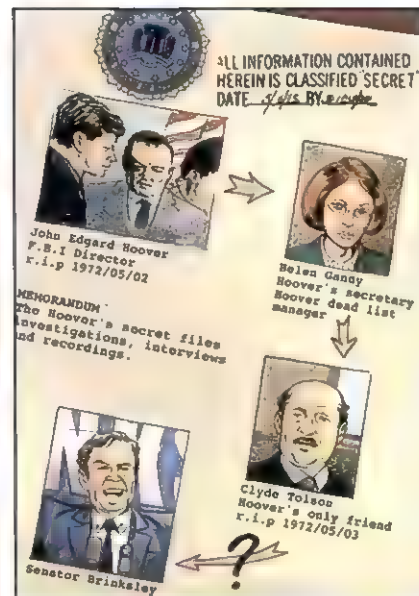 ALL INFORMATION CONTAINED
HEREIN IS CLASSIFIED "SECRET"
DATE BY
John Edgard Hoover
F.B.I Director
r.i.p 1972/05/02
Helen Gandy
Hoover's secretary
Hoover dead list
manager
MEMORANDUM
The Hoover's secret files
investigations, interviews
and recordings.
Clyde Tolson
Hoover's only friend
r.i.p 1972/05/03
?
Senator Brinksley